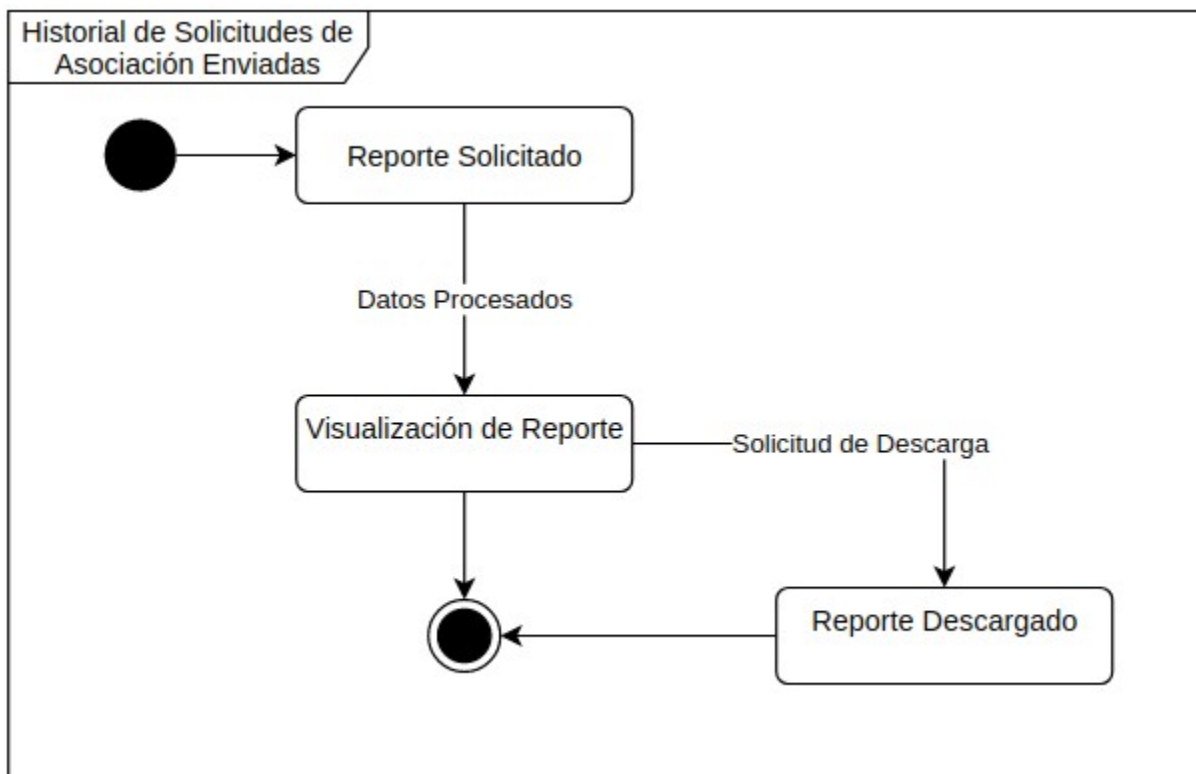 Historial de Solicitudes de
Asociación Enviadas
Reporte Solicitado
Datos Procesados
Visualización de Reporte
Solicitud de Descarga
Reporte Descargado